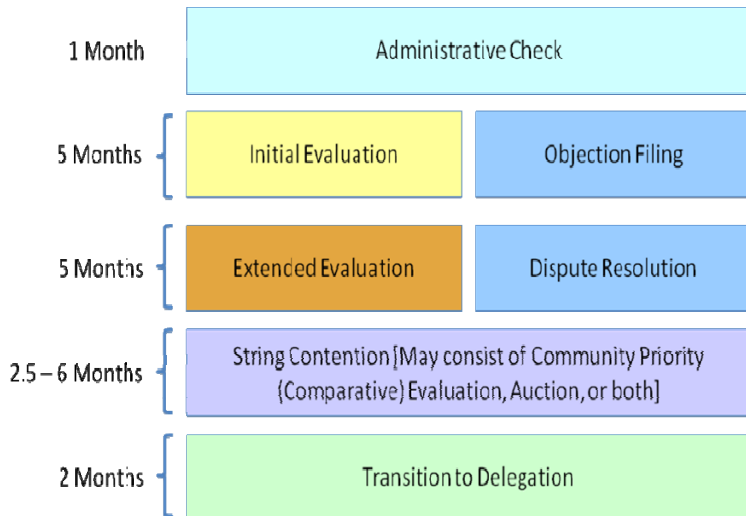 1 Month
Administrative Check
5 Months
Initial Evaluation
Objection Filing
5 Months
Extended Evaluation
Dispute Resolution
2.5 – 6 Months
String Contention [May consist of Community Priority
(Comparative) Evaluation, Auction, or both]
2 Months
Transition to Delegation